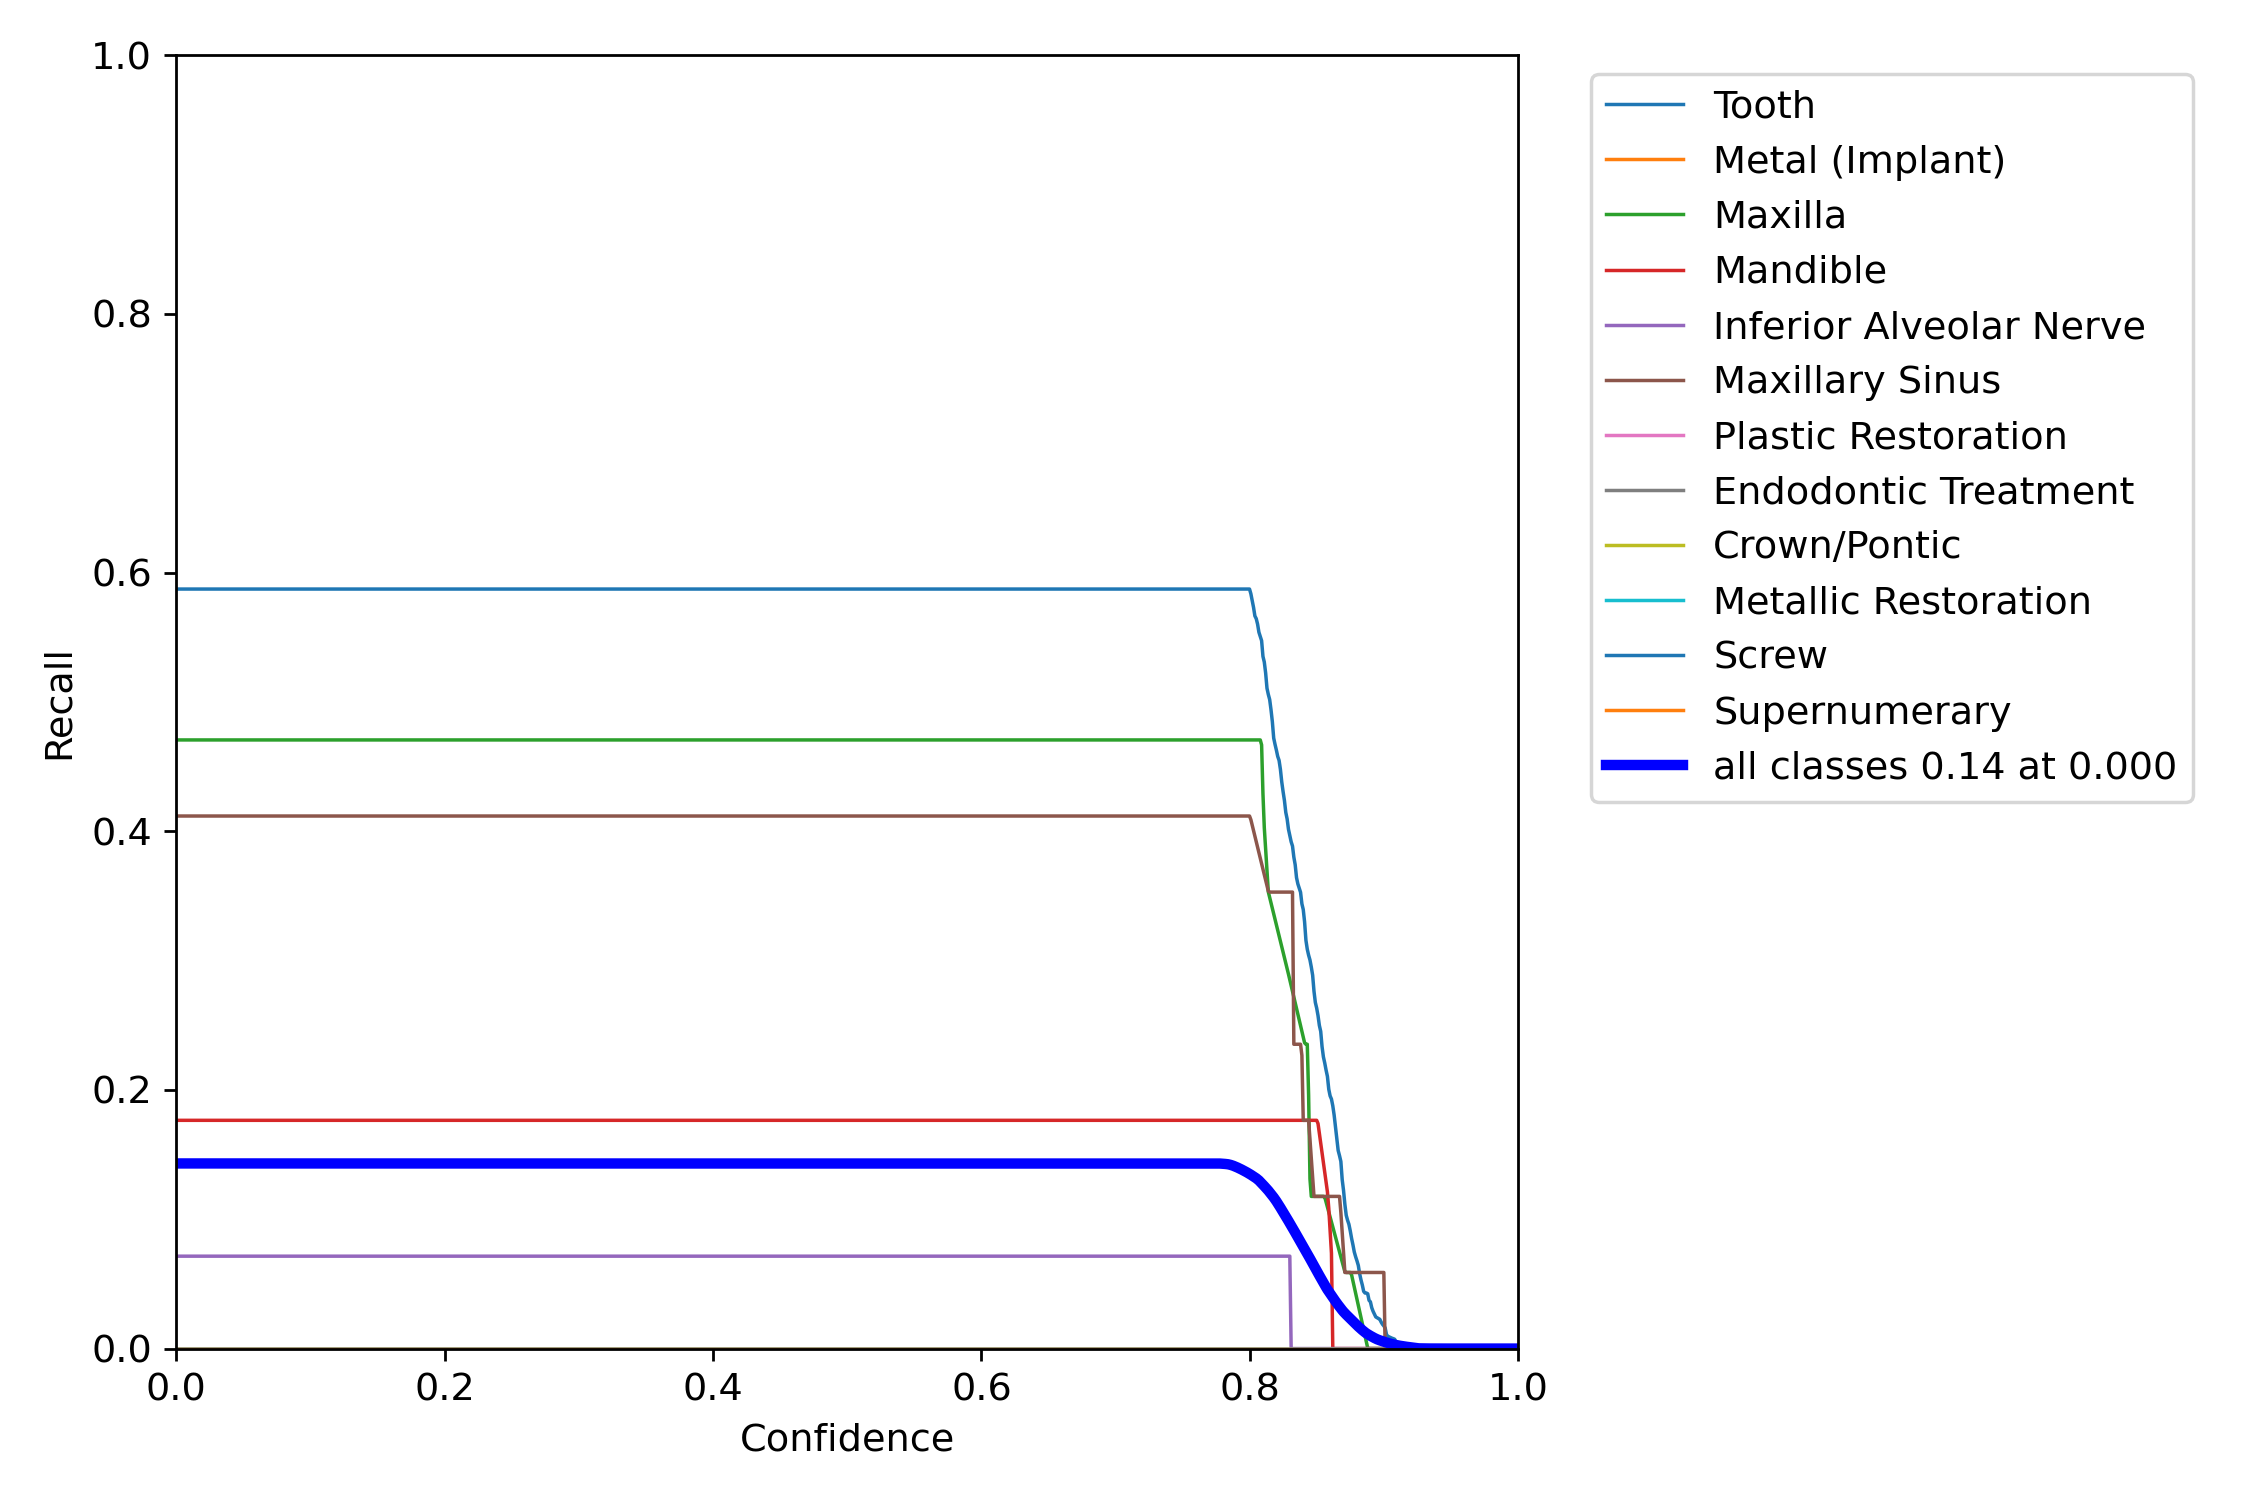 1.0
0.8
0.6
0.4
0.2
0.0
Recall
0.0 0.2 0.4 0.6 0.8 1.0
Confidence
Tooth
Metal (Implant)
Maxilla
Mandible
Inferior Alveolar Nerve
Maxillary Sinus
Plastic Restoration
Endodontic Treatment
Crown/Pontic
Metallic Restoration
Screw
Supernumerary
all classes 0.14 at 0.000